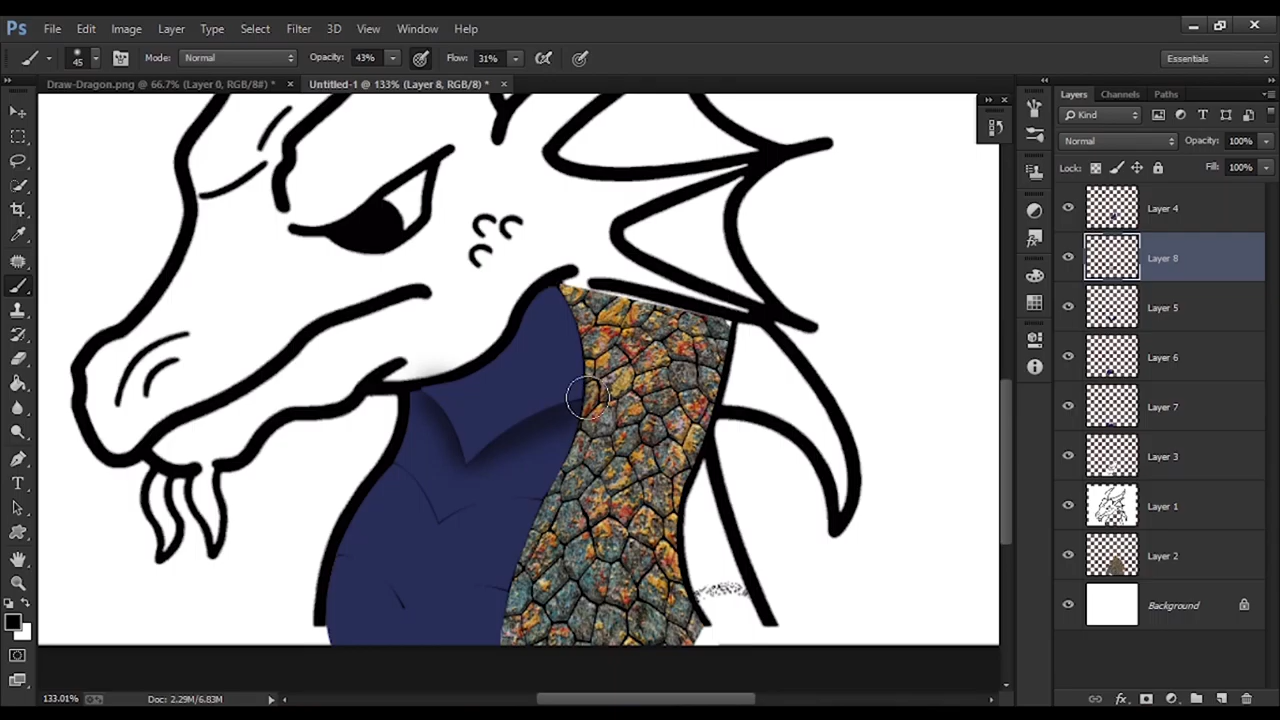 Ps File Edit Image Layer Type Select Filter 3D View Window Help
45 Mode: Normal Opacity: 43% Flow: 31% Essentials
Draw-Dragon.png @ 66.7% (Layer 0, RGB/8#) * × Untitled-1 @ 133% (Layer 8, RGB/8) * ×
Layers Channels Paths
Kind
Normal Opacity: 100%
Lock: Fill: 100%
Layer 4
Layer 8
Layer 5
Layer 6
Layer 7
Layer 3
Layer 1
Layer 2
Background
133.01% Doc: 2.29M/6.83M